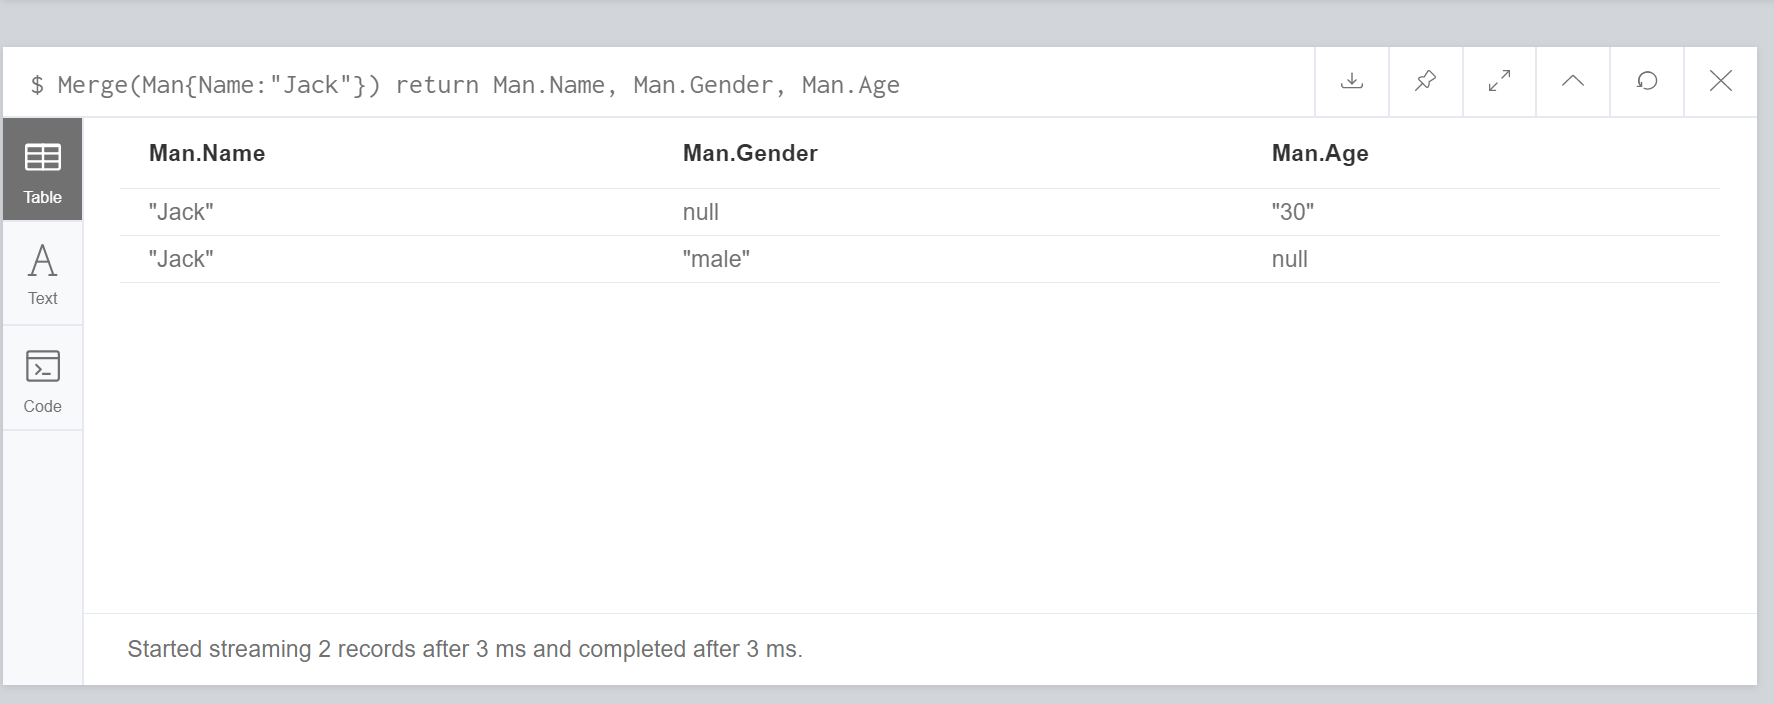 $ Merge(Man{Name:"Jack"}) return Man.Name, Man.Gender, Man.Age
Man.Name Man.Gender Man.Age
Table
"Jack" null "30"
"Jack" "male" null
Text
Code
Started streaming 2 records after 3 ms and completed after 3 ms.